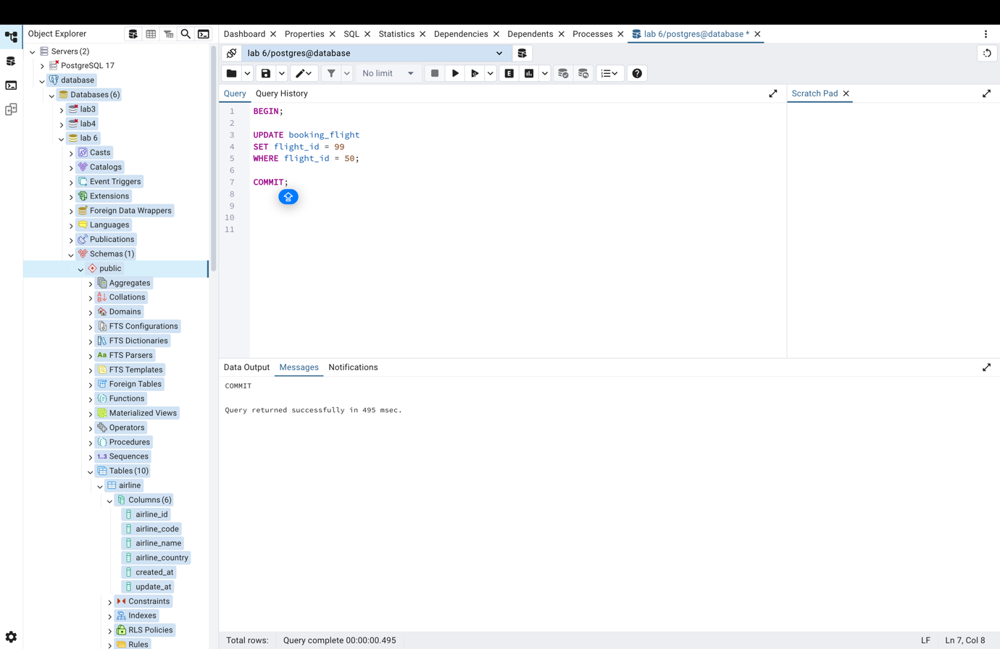 Object Explorer
Servers (2)
PostgreSQL 17
database
Databases (6)
lab3
lab4
lab 6
Casts
Catalogs
Event Triggers
Extensions
Foreign Data Wrappers
Languages
Publications
Schemas (1)
public
Aggregates
Collations
Domains
FTS Configurations
FTS Dictionaries
Aa FTS Parsers
FTS Templates
Foreign Tables
Functions
Materialized Views
Operators
Procedures
1..3 Sequences
Tables (10)
airline
Columns (6)
airline_id
airline_code
airline_name
airline_country
created_at
update_at
Constraints
Indexes
RLS Policies
Rules
Dashboard Properties SQL Statistics Dependencies Dependents Processes lab 6/postgres@database *
lab 6/postgres@database
No limit E
Query Query History
1 BEGIN;
2
3 UPDATE booking_flight
4 SET flight_id = 99
5 WHERE flight_id = 50;
6
7 COMMIT;
8
9
10
11
Scratch Pad
Data Output Messages Notifications
COMMIT
Query returned successfully in 495 msec.
Total rows: Query complete 00:00:00.495 LF Ln 7, Col 8